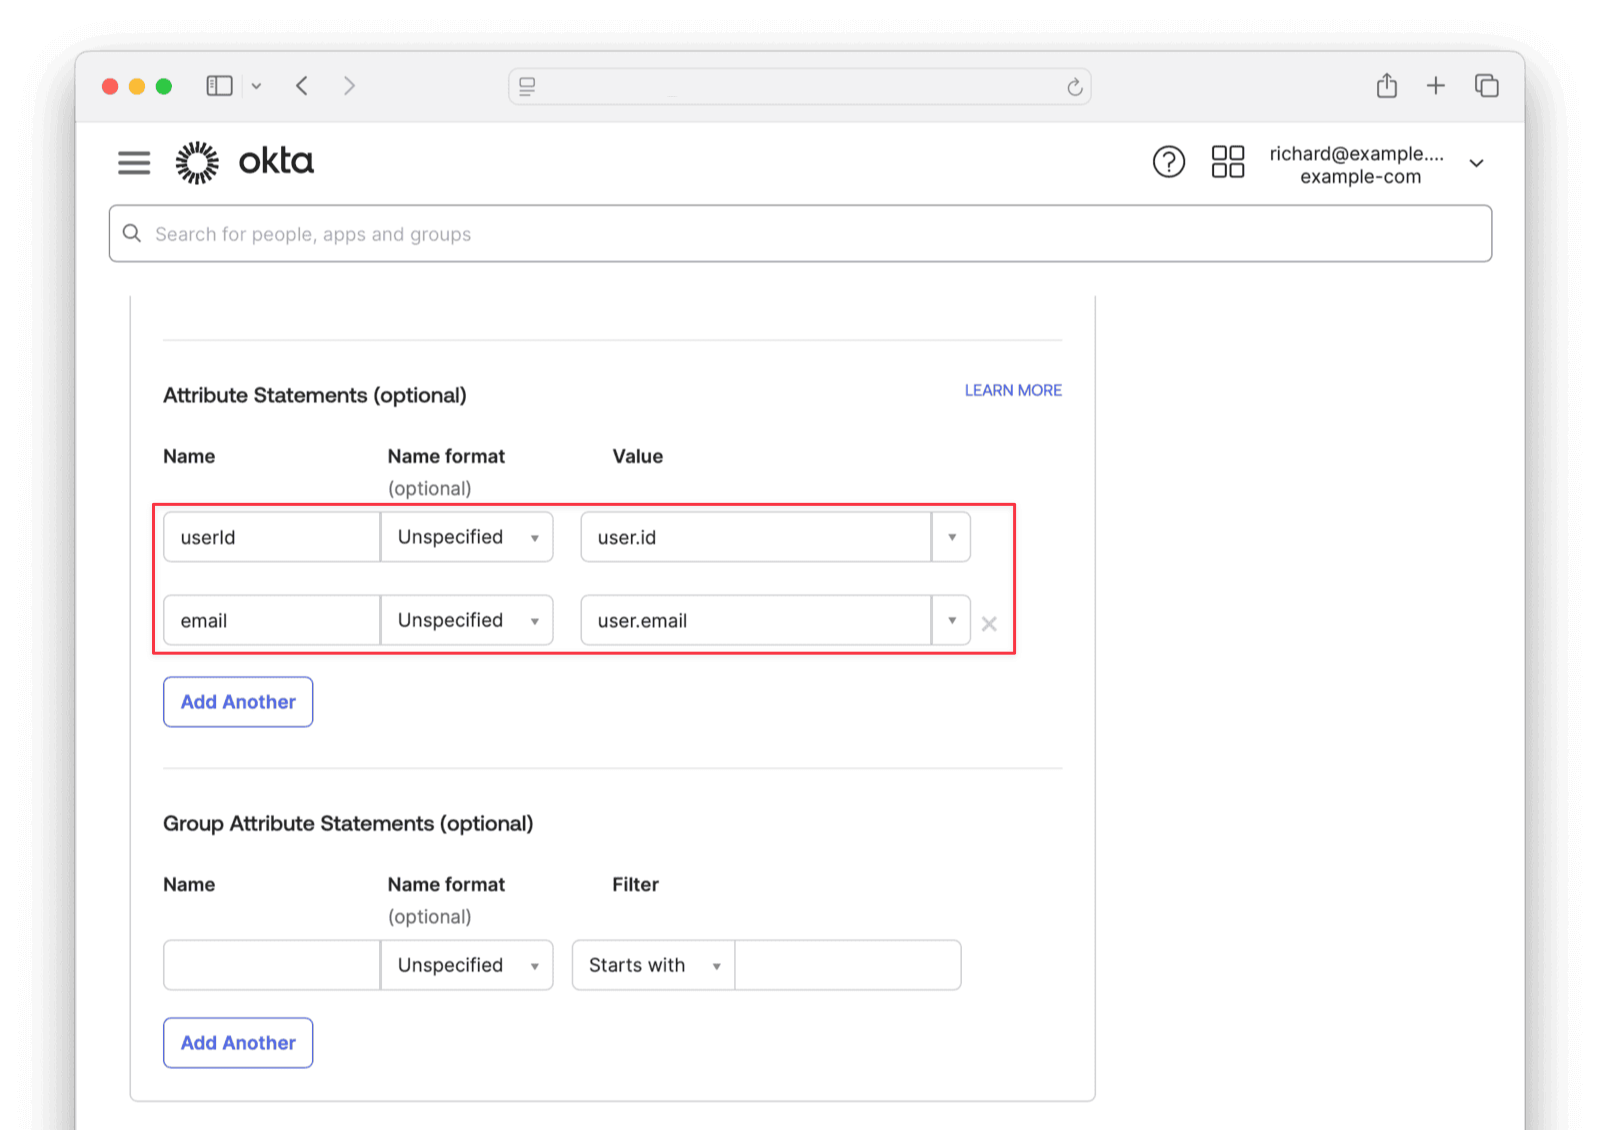 okta
richard@example....
example-com
Search for people, apps and groups
Attribute Statements (optional)
LEARN MORE
Name Name format Value
(optional)
userId Unspecified user.id
email Unspecified user.email
Add Another
Group Attribute Statements (optional)
Name Name format Filter
(optional)
Unspecified Starts with
Add Another